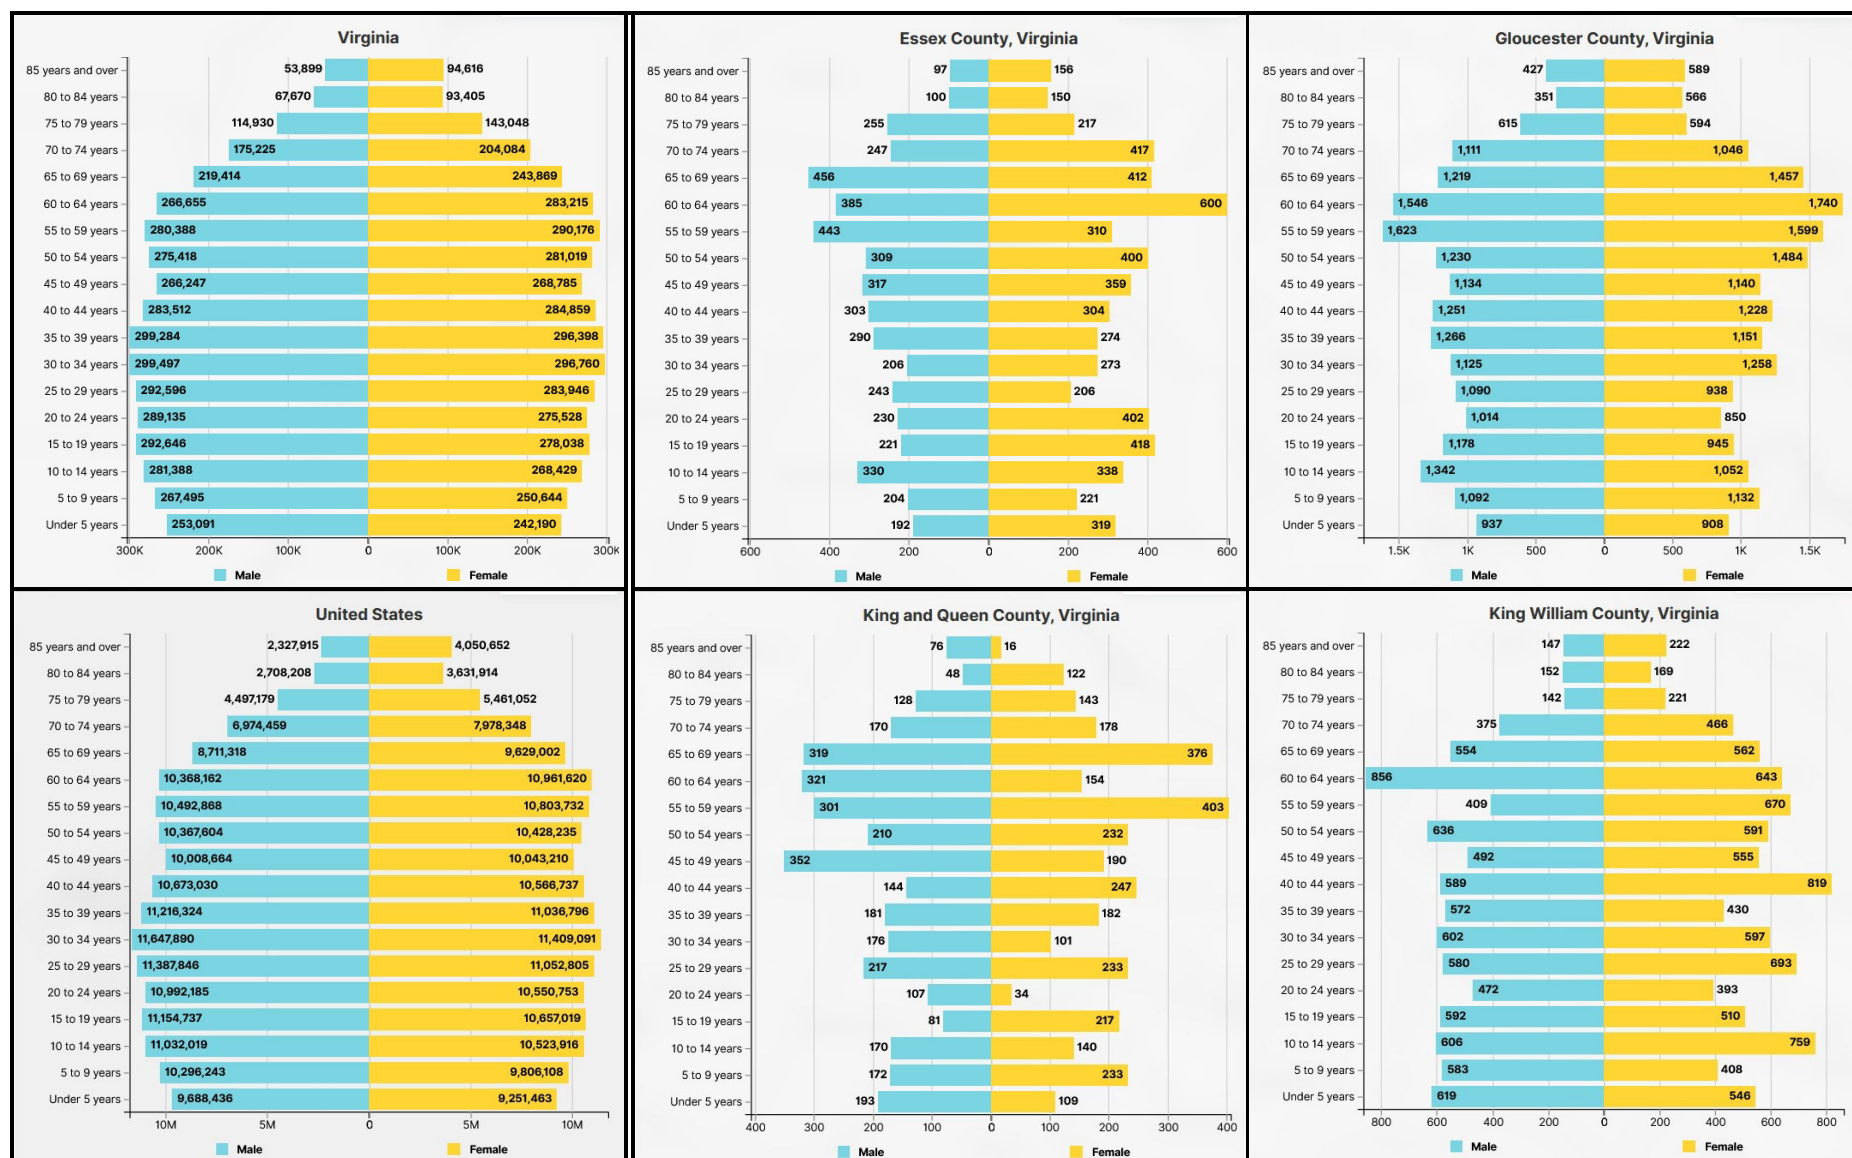 Virginia
85 years and over 53,899 94,616
80 to 84 years 67,670 93,405
75 to 79 years 114,930 143,048
70 to 74 years 175,225 204,084
65 to 69 years 219,414 243,869
60 to 64 years 266,655 283,215
55 to 59 years 280,388 290,176
50 to 54 years 275,418 281,019
45 to 49 years 266,247 268,785
40 to 44 years 283,512 284,859
35 to 39 years 299,284 296,398
30 to 34 years 299,497 296,760
25 to 29 years 292,596 283,946
20 to 24 years 289,135 275,528
15 to 19 years 292,646 278,038
10 to 14 years 281,388 268,429
5 to 9 years 267,495 250,644
Under 5 years 253,091 242,190
300K 200K 100K 0 100K 200K 300K
Male Female
Essex County, Virginia
85 years and over 97 156
80 to 84 years 100 150
75 to 79 years 255 217
70 to 74 years 247 417
65 to 69 years 456 412
60 to 64 years 385 600
55 to 59 years 443 310
50 to 54 years 309 400
45 to 49 years 317 359
40 to 44 years 303 304
35 to 39 years 290 274
30 to 34 years 206 273
25 to 29 years 243 206
20 to 24 years 230 402
15 to 19 years 221 418
10 to 14 years 330 338
5 to 9 years 204 221
Under 5 years 192 319
600 400 200 0 200 400 600
Male Female
Gloucester County, Virginia
85 years and over 427 589
80 to 84 years 351 566
75 to 79 years 615 594
70 to 74 years 1,111 1,046
65 to 69 years 1,219 1,457
60 to 64 years 1,546 1,740
55 to 59 years 1,623 1,599
50 to 54 years 1,230 1,484
45 to 49 years 1,134 1,140
40 to 44 years 1,251 1,228
35 to 39 years 1,266 1,151
30 to 34 years 1,125 1,258
25 to 29 years 1,090 938
20 to 24 years 1,014 850
15 to 19 years 1,178 945
10 to 14 years 1,342 1,052
5 to 9 years 1,092 1,132
Under 5 years 937 908
1.5K 1K 500 0 500 1K 1.5K
Male Female
United States
85 years and over 2,327,915 4,050,652
80 to 84 years 2,708,208 3,631,914
75 to 79 years 4,497,179 5,461,052
70 to 74 years 6,974,459 7,978,348
65 to 69 years 8,711,318 9,629,002
60 to 64 years 10,368,162 10,961,620
55 to 59 years 10,492,868 10,803,732
50 to 54 years 10,367,604 10,428,235
45 to 49 years 10,008,664 10,043,210
40 to 44 years 10,673,030 10,566,737
35 to 39 years 11,216,324 11,036,796
30 to 34 years 11,647,890 11,409,091
25 to 29 years 11,387,846 11,052,805
20 to 24 years 10,992,185 10,550,753
15 to 19 years 11,154,737 10,657,019
10 to 14 years 11,032,019 10,523,916
5 to 9 years 10,296,243 9,806,108
Under 5 years 9,688,436 9,251,463
10M 5M 0 5M 10M
Male Female
King and Queen County, Virginia
85 years and over 76 16
80 to 84 years 48 122
75 to 79 years 128 143
70 to 74 years 170 178
65 to 69 years 319 376
60 to 64 years 321 154
55 to 59 years 301 403
50 to 54 years 210 232
45 to 49 years 352 190
40 to 44 years 144 247
35 to 39 years 181 182
30 to 34 years 176 101
25 to 29 years 217 233
20 to 24 years 107 34
15 to 19 years 81 217
10 to 14 years 170 140
5 to 9 years 172 233
Under 5 years 193 109
400 300 200 100 0 100 200 300 400
Male Female
King William County, Virginia
85 years and over 147 222
80 to 84 years 152 169
75 to 79 years 142 221
70 to 74 years 375 466
65 to 69 years 554 562
60 to 64 years 856 643
55 to 59 years 409 670
50 to 54 years 636 591
45 to 49 years 492 555
40 to 44 years 589 819
35 to 39 years 572 430
30 to 34 years 602 597
25 to 29 years 580 693
20 to 24 years 472 393
15 to 19 years 592 510
10 to 14 years 606 759
5 to 9 years 583 408
Under 5 years 619 546
800 600 400 200 0 200 400 600 800
Male Female